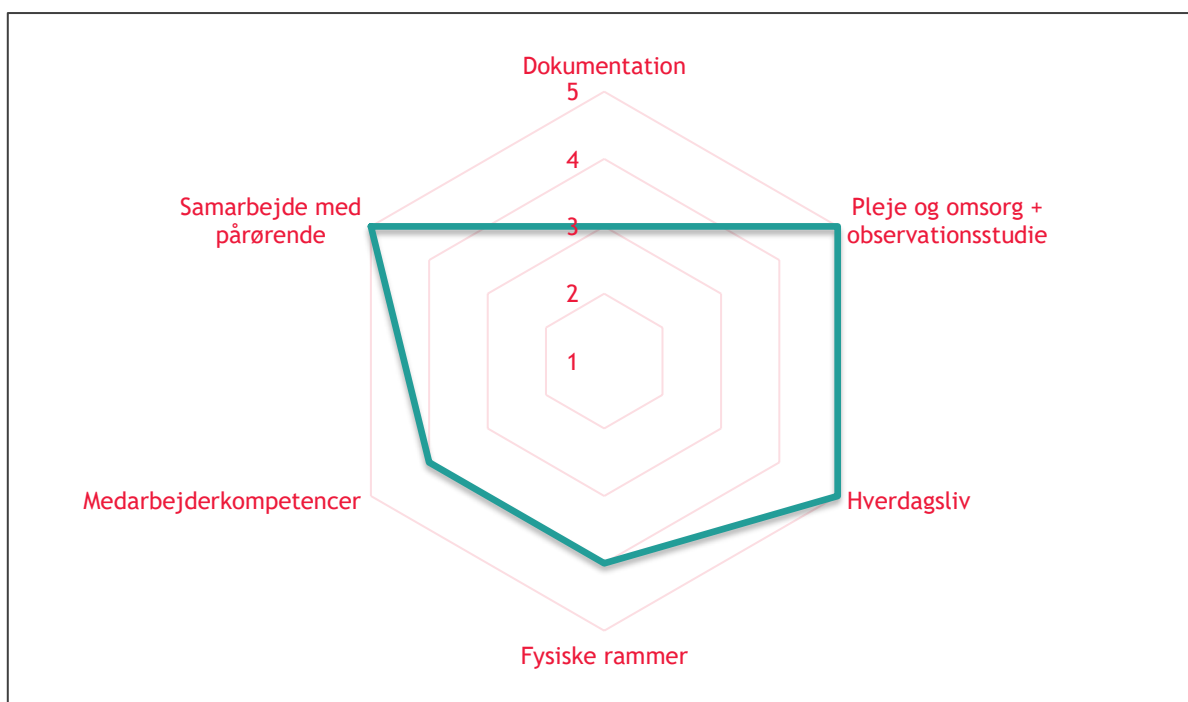 Dokumentation
5
4
Samarbejde med
pårørende
Pleje og omsorg +
observationsstudie
3
2
1
Medarbejderkompetencer
Hverdagsliv
Fysiske rammer